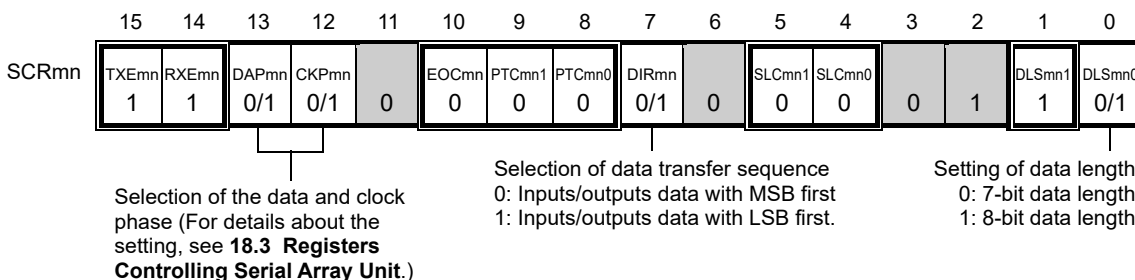 15 14 13 12 11 10 9 8 7 6 5 4 3 2 1 0
SCRmn
TXEmn RXEmn DAPmn CKPmn EOCmn PTCmn1 PTCmn0 DIRmn SLCmn1 SLCmn0 DLSmn1 DLSmn0
1 1 0/1 0/1 0 0 0 0 0/1 0 0 0 0 1 1 0/1
Selection of the data and clock
phase (For details about the
setting, see 18.3 Registers
Controlling Serial Array Unit.)
Selection of data transfer sequence
0: Inputs/outputs data with MSB first
1: Inputs/outputs data with LSB first.
Setting of data length
0: 7-bit data length
1: 8-bit data length